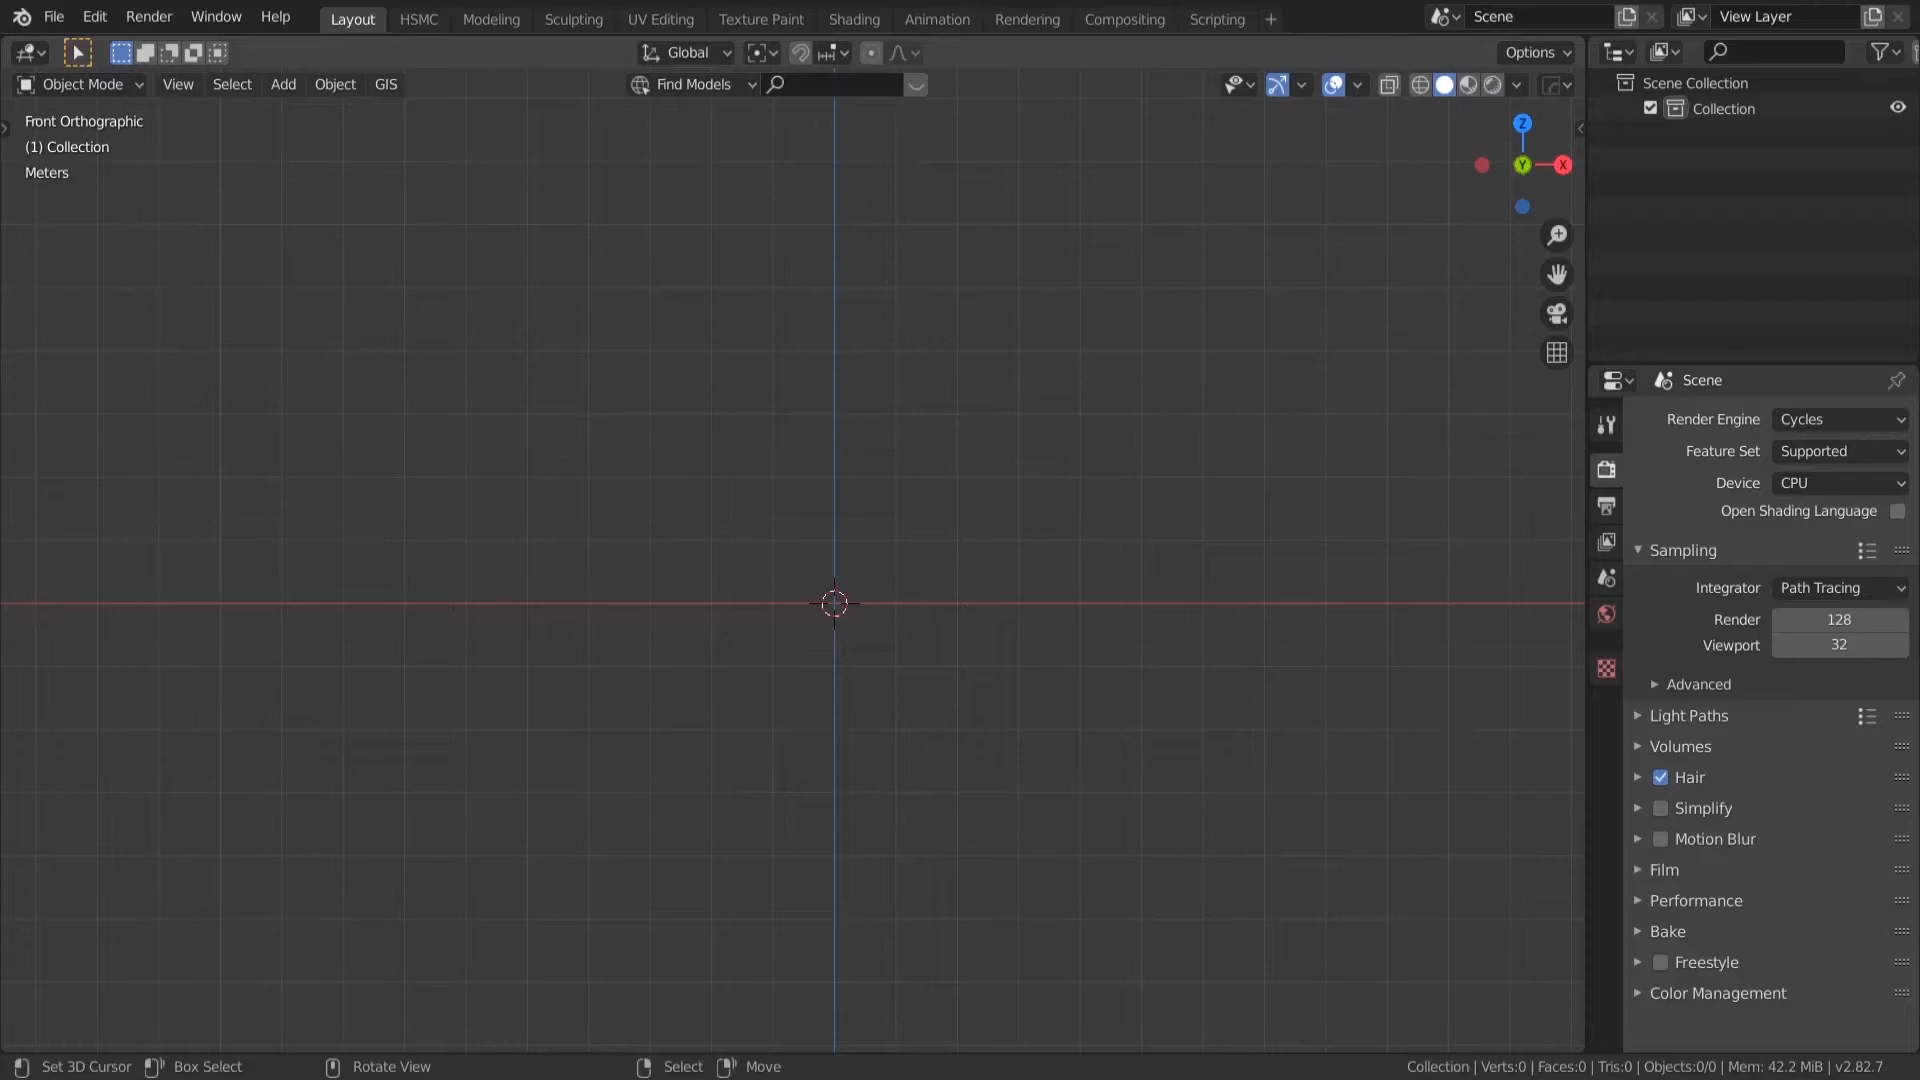 File Edit Render Window Help Layout HSMC Modeling Sculpting UV Editing Texture Paint Shading Animation Rendering Compositing Scripting + Scene View Layer
Global Options
Object Mode View Select Add Object GIS Find Models
Scene Collection
Collection
Front Orthographic
(1) Collection
Meters
Z
Y
X
Scene
Render Engine Cycles
Feature Set Supported
Device CPU
Open Shading Language
Sampling
Integrator Path Tracing
Render 128
Viewport 32
Advanced
Light Paths
Volumes
Hair
Simplify
Motion Blur
Film
Performance
Bake
Freestyle
Color Management
Set 3D Cursor Box Select Rotate View Select Move Collection | Verts:0 | Faces:0 | Tris:0 | Objects:0/0 | Mem: 42.2 MiB | v2.82.7